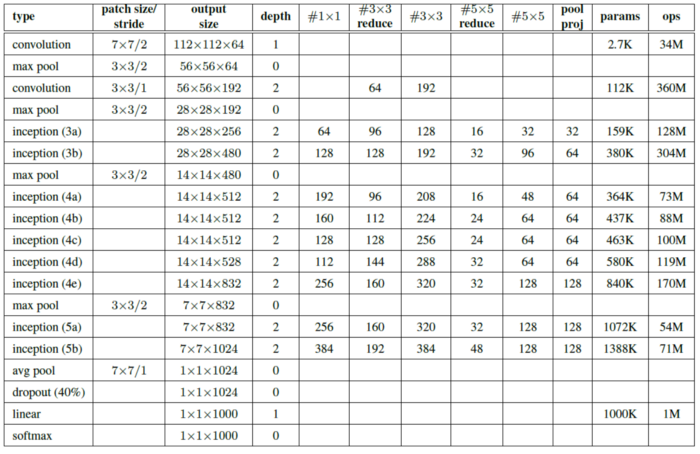 type patch size/ stride output size depth #1×1 #3×3 reduce #3×3 #5×5 reduce #5×5 pool proj params ops
convolution 7×7/2 112×112×64 1 2.7K 34M
max pool 3×3/2 56×56×64 0
convolution 3×3/1 56×56×192 2 64 192 112K 360M
max pool 3×3/2 28×28×192 0
inception (3a) 28×28×256 2 64 96 128 16 32 32 159K 128M
inception (3b) 28×28×480 2 128 128 192 32 96 64 380K 304M
max pool 3×3/2 14×14×480 0
inception (4a) 14×14×512 2 192 96 208 16 48 64 364K 73M
inception (4b) 14×14×512 2 160 112 224 24 64 64 437K 88M
inception (4c) 14×14×512 2 128 128 256 24 64 64 463K 100M
inception (4d) 14×14×528 2 112 144 288 32 64 64 580K 119M
inception (4e) 14×14×832 2 256 160 320 32 128 128 840K 170M
max pool 3×3/2 7×7×832 0
inception (5a) 7×7×832 2 256 160 320 32 128 128 1072K 54M
inception (5b) 7×7×1024 2 384 192 384 48 128 128 1388K 71M
avg pool 7×7/1 1×1×1024 0
dropout (40%) 1×1×1024 0
linear 1×1×1000 1 1000K 1M
softmax 1×1×1000 0